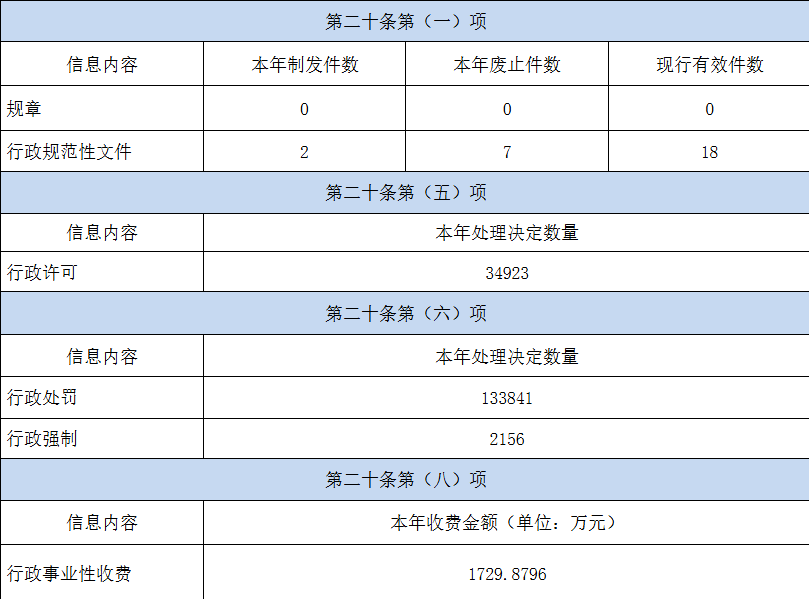 第二十条第（一）项
信息内容 本年制发件数 本年废止件数 现行有效件数
规章 0 0 0
行政规范性文件 2 7 18
第二十条第（五）项
信息内容 本年处理决定数量
行政许可 34923
第二十条第（六）项
信息内容 本年处理决定数量
行政处罚 133841
行政强制 2156
第二十条第（八）项
信息内容 本年收费金额（单位：万元）
行政事业性收费 1729.8796